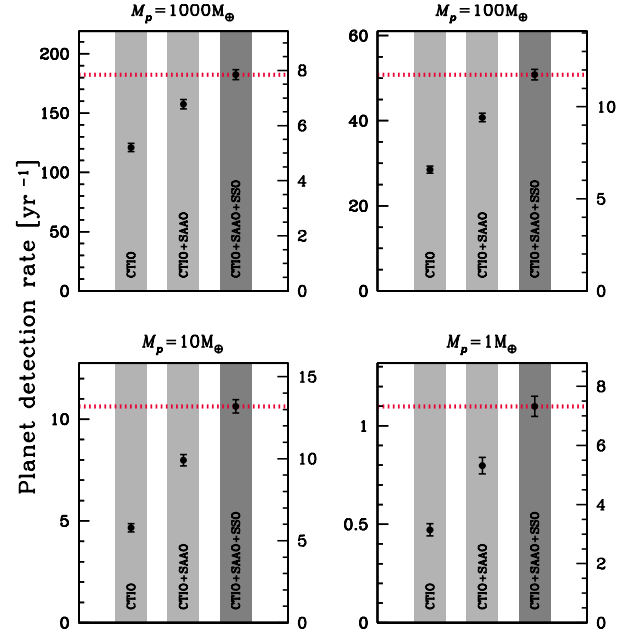 M_p=1000M⊕
M_p=100M⊕
200
150
100
50
0
8
6
4
2
0
CTIO
CTIO+SAAO
CTIO+SAAO+SSO
60
40
20
0
10
5
0
CTIO
CTIO+SAAO
CTIO+SAAO+SSO
Planet detection rate [yr −1]
M_p=10M⊕
M_p=1M⊕
10
5
0
15
10
5
0
CTIO
CTIO+SAAO
CTIO+SAAO+SSO
1
0.5
0
8
6
4
2
0
CTIO
CTIO+SAAO
CTIO+SAAO+SSO